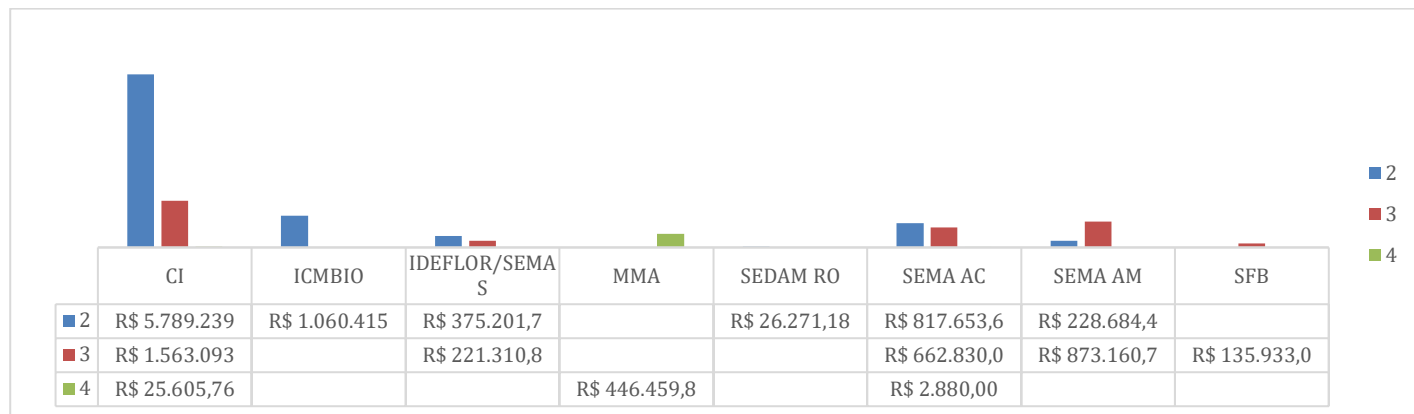 2
3
4
CI ICMBIO IDEFLOR/SEMA
S MMA SEDAM RO SEMA AC SEMA AM SFB
2 R$ 5.789.239 R$ 1.060.415 R$ 375.201,7 R$ 26.271,18 R$ 817.653,6 R$ 228.684,4
3 R$ 1.563.093 R$ 221.310,8 R$ 662.830,0 R$ 873.160,7 R$ 135.933,0
4 R$ 25.605,76 R$ 446.459,8 R$ 2.880,00